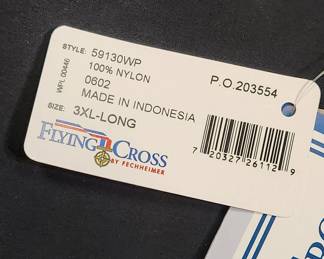 STYLE: 59130WP
100% NYLON
WPL 00446
0602
P.O.203554
MADE IN INDONESIA
SIZE: 3XL-LONG
FLYING CROSS
BY FECHHEIMER
7 20327 26112 9